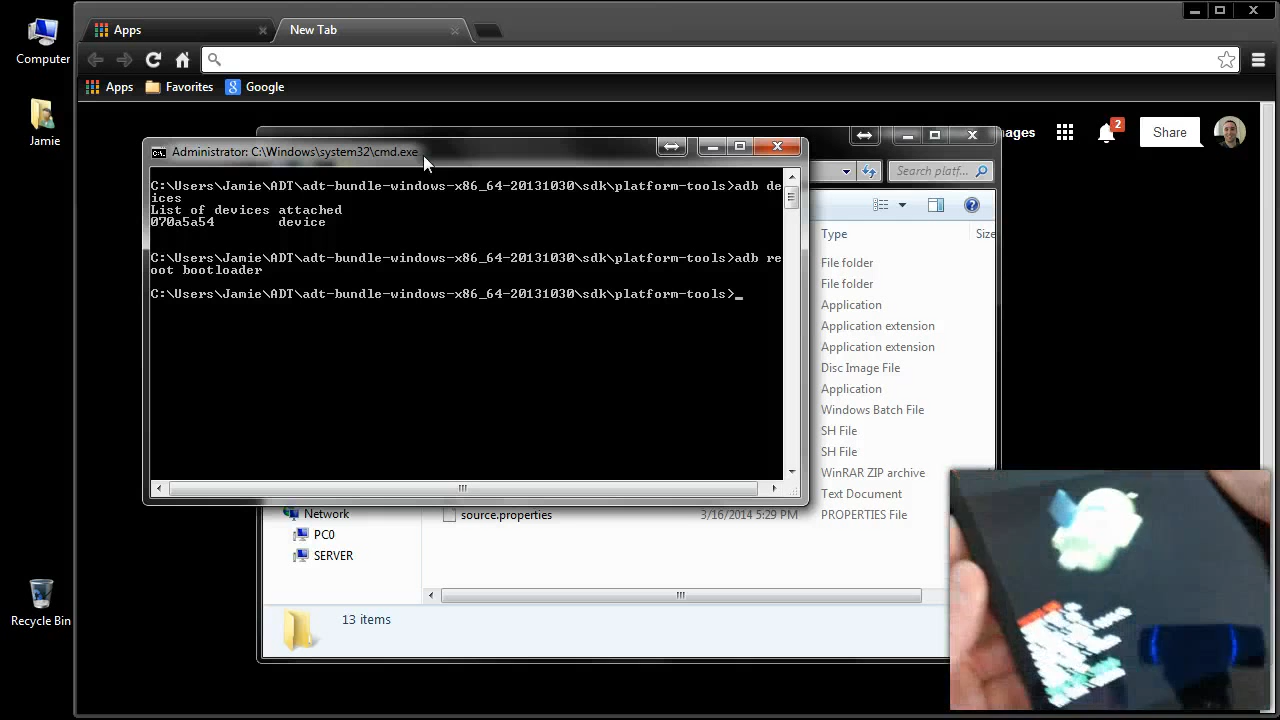 Computer
Jamie
Recycle Bin
Apps
New Tab
Apps
Favorites
Google
ages
2
Share
Administrator: C:\Windows\system32\cmd.exe
C:\Users\Jamie\ADT\adt-bundle-windows-x86_64-20131030\sdk\platform-tools>adb dev
ices
List of devices attached
070a5a54 device
C:\Users\Jamie\ADT\adt-bundle-windows-x86_64-20131030\sdk\platform-tools>adb re
oot bootloader
C:\Users\Jamie\ADT\adt-bundle-windows-x86_64-20131030\sdk\platform-tools>_
Search platf...
Type
Size
File folder
File folder
Application
Application extension
Application extension
Disc Image File
Application
Windows Batch File
SH File
SH File
WinRAR ZIP archive
Text Document
source.properties 3/16/2014 5:29 PM PROPERTIES File
Network
PC0
SERVER
13 items